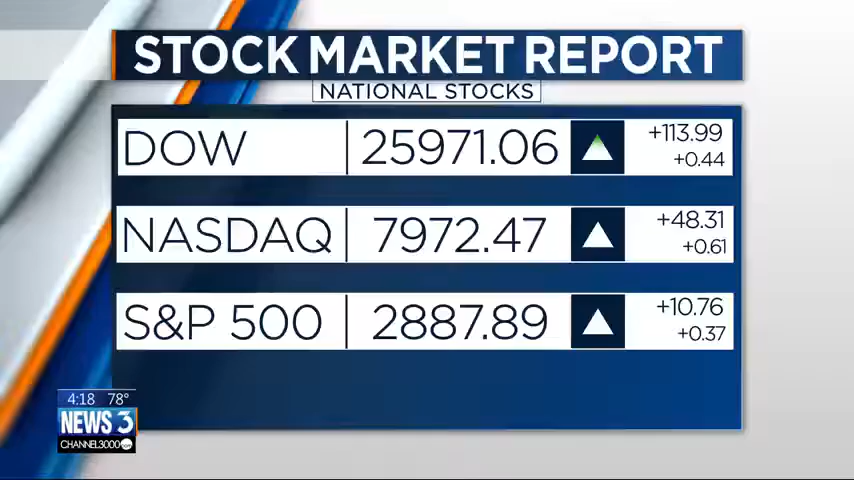 STOCK MARKET REPORT
NATIONAL STOCKS
DOW 25971.06 +113.99
+0.44
NASDAQ 7972.47 +48.31
+0.61
S&P 500 2887.89 +10.76
+0.37
4:18 78°
NEWS 3
CHANNEL3000